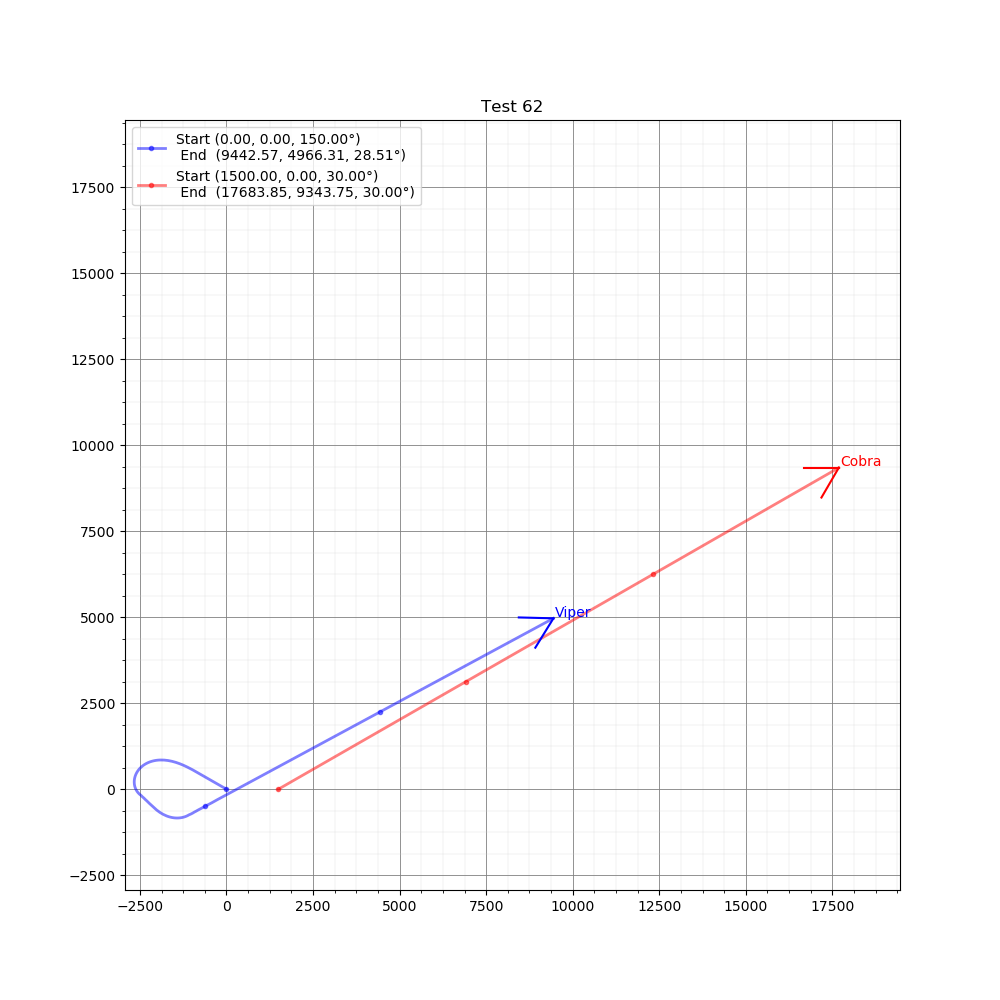 Test 62
Start (0.00, 0.00, 150.00°)
End (9442.57, 4966.31, 28.51°)
Start (1500.00, 0.00, 30.00°)
End (17683.85, 9343.75, 30.00°)
17500
15000
12500
10000
7500
5000
2500
0
−2500
Cobra
Viper
−2500 0 2500 5000 7500 10000 12500 15000 17500